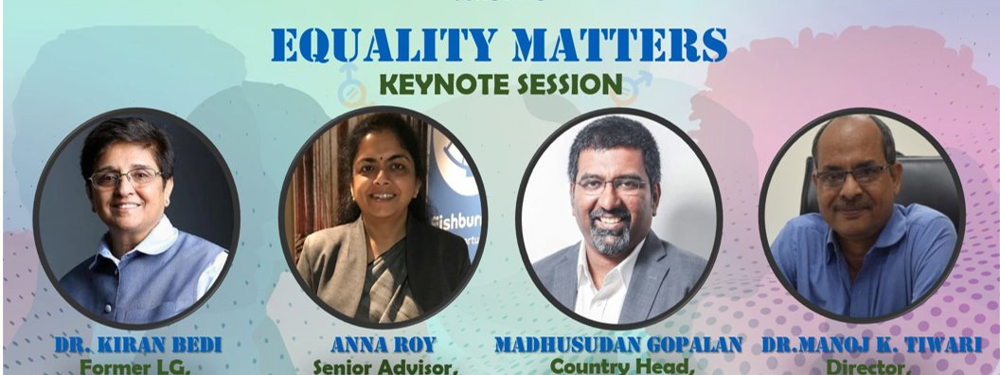 EQUALITY MATTERS
KEYNOTE SESSION
DR. KIRAN BEDI
Former LG,
ANNA ROY
Senior Advisor,
MADHUSUDAN GOPALAN
Country Head,
DR.MANOJ K. TIWARI
Director,